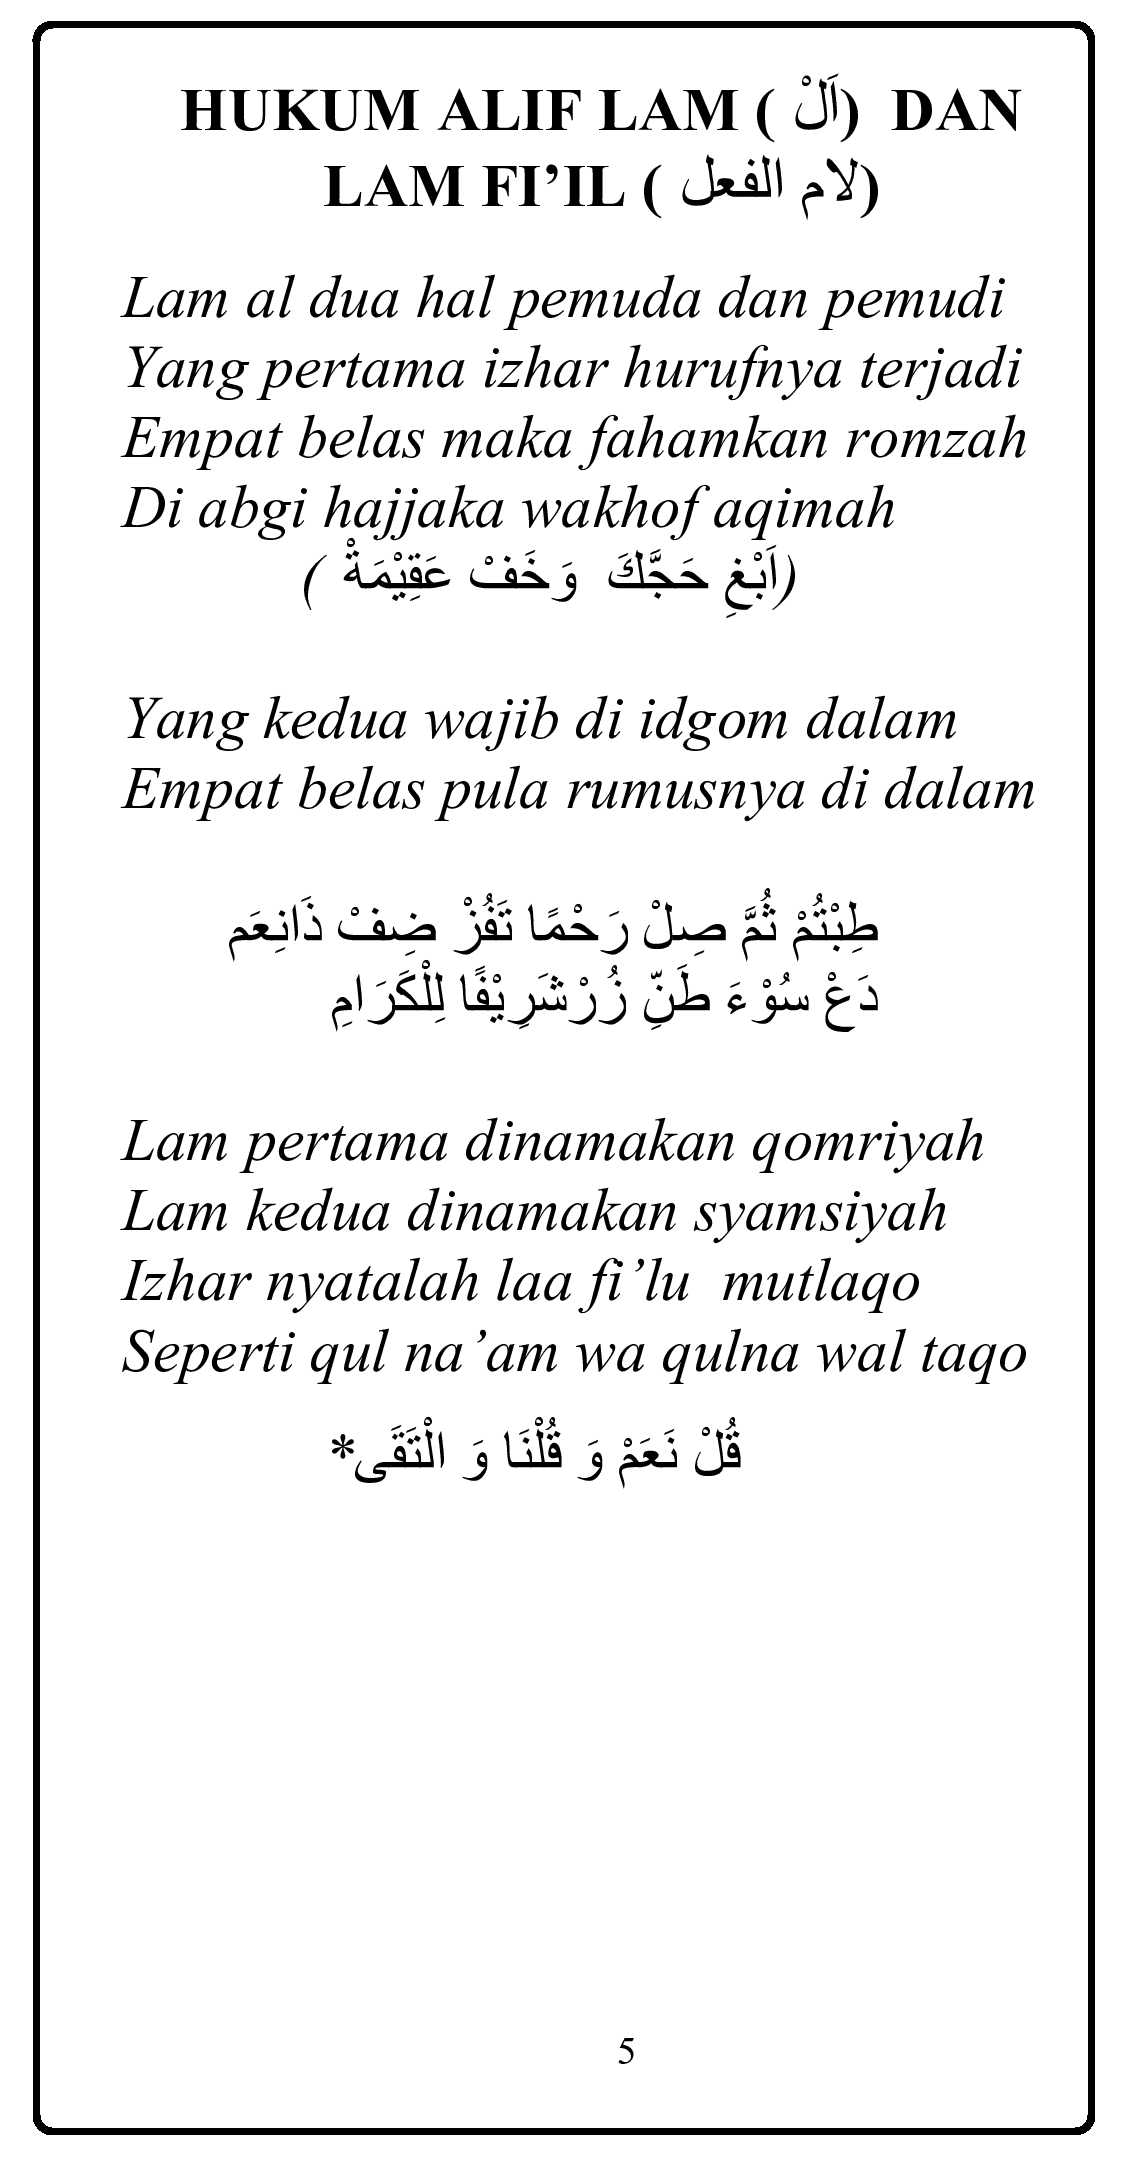 HUKUM ALIF LAM ( اَلْ) DAN
LAM FI’IL ( لام الفعل)
Lam al dua hal pemuda dan pemudi
Yang pertama izhar hurufnya terjadi
Empat belas maka fahamkan romzah
Di abgi hajjaka wakhof aqimah
(اَبْغِ حَجَّكَ وَخَفْ عَقِيْمَةْ )
Yang kedua wajib di idgom dalam
Empat belas pula rumusnya di dalam
طِبْتُمْ ثُمَّ صِلْ رَحْمًا تَفُزْ ضِفْ ذَانِعَم
دَعْ سُوْءَ طَنِّ زُرْشَرِيْفًا لِلْكَرَامِ
Lam pertama dinamakan qomriyah
Lam kedua dinamakan syamsiyah
Izhar nyatalah laa fi’lu mutlaqo
Seperti qul na’am wa qulna wal taqo
قُلْ نَعَمْ وَ قُلْنَا وَ الْتَقَى*
5